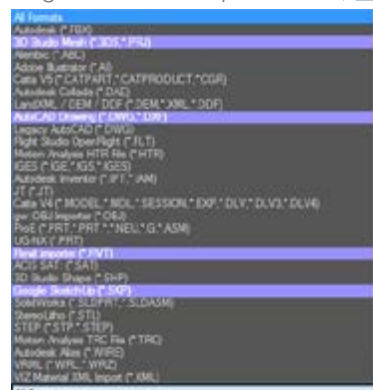 All Formats
Autodesk (*.FBX)
3D Studio Mesh (*.3DS,*.PRJ)
Alembic (*.ABC)
Adobe Illustrator (*.AI)
Catia V5 (*.CATPART,*.CATPRODUCT,*.CGR)
Autodesk Collada (*.DAE)
LandXML / DEM / DDF (*.DEM,*.XML,*.DDF)
AutoCAD Drawing (*.DWG,*.DXF)
Legacy AutoCAD (*.DWG)
Flight Studio OpenFlight (*.FLT)
Motion Analysis HTR File (*.HTR)
IGES (*.IGE,*.IGS,*.IGES)
Autodesk Inventor (*.IPT,*.IAM)
JT (*.JT)
Catia V4 (*.MODEL,*.MDL,*.SESSION,*.EXP,*.DLV,*.DLV3,*.DLV4)
gw::OBJ-Importer (*.OBJ)
ProE (*.PRT,*.PRT.*,*.NEU,*.G,*.ASM)
UG-NX (*.PRT)
Revit Importer (*.RVT)
ACIS SAT: (*.SAT)
3D Studio Shape (*.SHP)
Google SketchUp (*.SKP)
SolidWorks (*.SLDPRT,*.SLDASM)
StereoLitho (*.STL)
STEP (*.STP,*.STEP)
Motion Analysis TRC File (*.TRC)
Autodesk Alias (*.WIRE)
VRML (*.WRL,*.WRZ)
VIZ Material XML Import (*.XML)